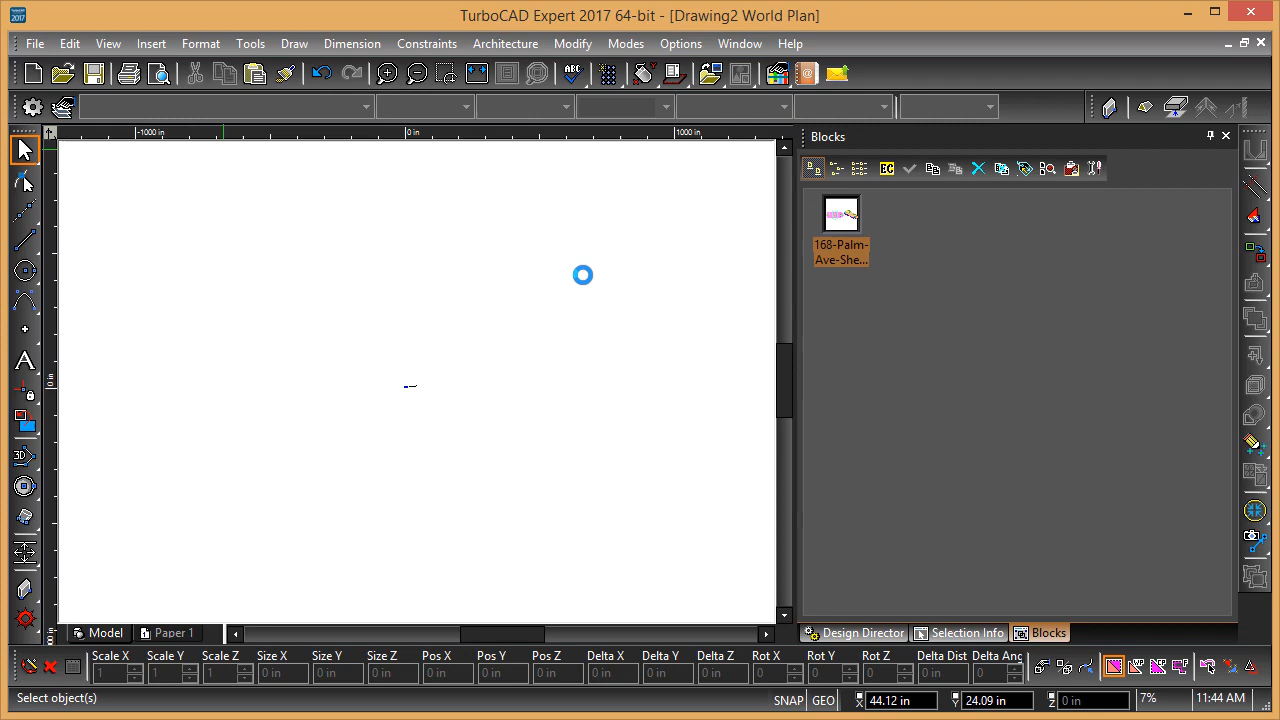 TurboCAD Expert 2017 64-bit - [Drawing2 World Plan]
File Edit View Insert Format Tools Draw Dimension Constraints Architecture Modify Modes Options Window Help
-1000 in 0 in 1000 in
Blocks
EC
168-Palm-
Ave-She...
0 in
A
3D
Model Paper 1
Design Director Selection Info Blocks
Scale X Scale Y Scale Z Size X Size Y Size Z Pos X Pos Y Pos Z Delta X Delta Y Delta Z Rot X Rot Y Rot Z Delta Dist Delta Ang
1 1 1 0 in 0 in 0 in 0 in 0 in 0 in 0 in 0 in 0 in 0 0 0 0 in 0
Select object(s) SNAP GEO X 44.12 in Y 24.09 in Z 0 in 7% 11:44 AM